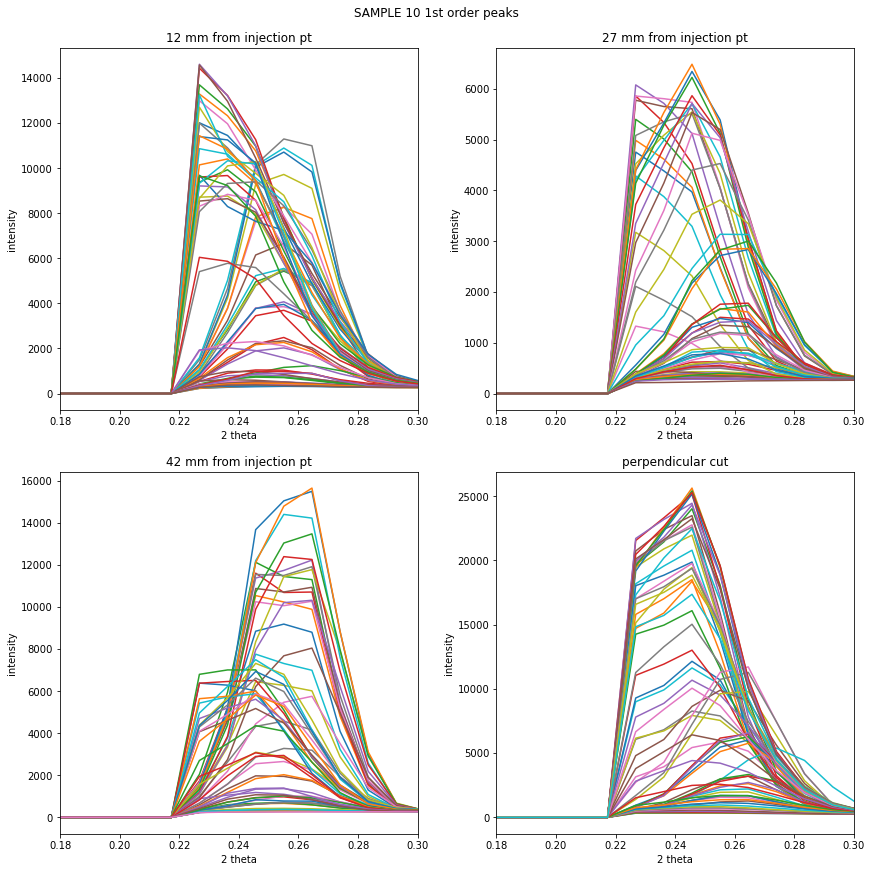 SAMPLE 10 1st order peaks
12 mm from injection pt
14000
12000
10000
8000
6000
4000
2000
0
intensity
0.18 0.20 0.22 0.24 0.26 0.28 0.30
2 theta
27 mm from injection pt
6000
5000
4000
3000
2000
1000
0
intensity
0.18 0.20 0.22 0.24 0.26 0.28 0.30
2 theta
42 mm from injection pt
16000
14000
12000
10000
8000
6000
4000
2000
0
intensity
0.18 0.20 0.22 0.24 0.26 0.28 0.30
2 theta
perpendicular cut
25000
20000
15000
10000
5000
0
intensity
0.18 0.20 0.22 0.24 0.26 0.28 0.30
2 theta